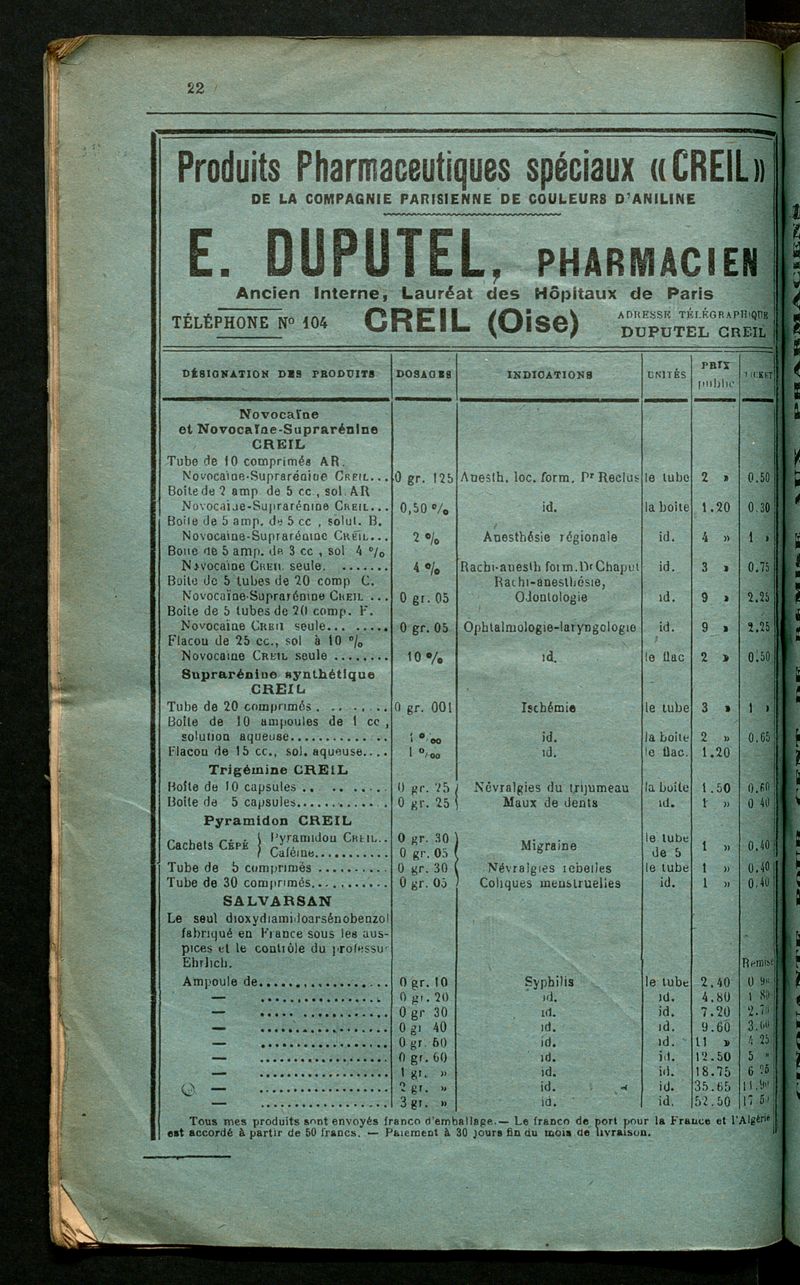 22
Produits Pharmaceutiques spéciaux «CREIL»
DE LA COMPAGNIE PARISIENNE DE COULEURS D'ANILINE
E. DUPUTEL, PHARMACIEN
Ancien Interne, Lauréat des Hôpitaux de Paris
TÉLÉPHONE N° 104 CREIL (Oise) ADRESSE TÉLÉGRAPHIQUE
DUPUTEL CREIL
DÉSIGNATION DES PRODUITS DOSAGES INDICATIONS UNITÉS PRIX public
Novocaïne
et Novocaïne-Suprarénine
CREIL
Tube de 10 comprimés AR.
Novocaine-Suprarénine CREIL... 0 gr. 125 Anesth. loc. form. Pr Reclus le tube 2 » 0.50
Boîte de 2 amp de 5 cc, sol. AR
Novocaine-Suprarénine CREIL... 0,50 % id. la boîte 1.20 0.30
Boîte de 5 amp. de 5 cc, solut. B.
Novocaine-Suprarénine CREIL... 2 % Anesthésie régionale id. 4 » 1 »
Boîte de 5 amp. de 3 cc, sol 4 %
Novocaine CREIL seule......... 4 % Rachi-anesth form. Dr Chaput id. 3 » 0.75
Boîte de 5 tubes de 20 comp C. Rachi-anesthésie,
Novocaïne-Suprarénine CREIL ... 0 gr. 05 Odontologie id. 9 » 2.25
Boîte de 5 tubes de 20 comp. F.
Novocaine CREIL seule......... 0 gr. 05 Ophtalmologie-laryngologie id. 9 » 2.25
Flacon de 25 cc., sol à 10 %
Novocaine CREIL seule ........ 10 % id. le flac 2 » 0.50
Suprarénine synthétique
CREIL
Tube de 20 comprimés ......... 0 gr. 001 Ischémie le tube 3 » 1 »
Boîte de 10 ampoules de 1 cc,
solution aqueuse.............. 1 °/oo id. la boîte 2 » 0.65
Flacon de 15 cc., sol. aqueuse.... 1 °/oo id. le flac. 1.20
Trigémine CREIL
Boîte de 10 capsules ......... 0 gr. 25 Névralgies du trijumeau la boîte 1.50 0.60
Boîte de 5 capsules............ 0 gr. 25 Maux de dents id. 1 » 0 40
Pyramidon CREIL
Cachets CÉPÉ { Pyramidon CREIL.. 0 gr. 30 Migraine le tube 1 » 0.40
Caféine........... 0 gr. 05 de 5
Tube de 5 comprimés .......... 0 gr. 30 Névralgies rebelles le tube 1 » 0.40
Tube de 30 comprimés........... 0 gr. 05 Coliques menstruelles id. 1 » 0.40
SALVARSAN
Le seul dioxydiamidoarsénobenzol
fabriqué en France sous les aus-
pices et le contrôle du professur
Ehrlich. Remise
Ampoule de.................. 0 gr. 10 Syphilis le tube 2.40
— .................. 0 gr. 20 id. id. 4.80
— .................. 0 gr 30 id. id. 7.20
— .................. 0 gr 40 id. id. 9.60
— .................. 0 gr. 50 id. id. 11 » 4 25
— .................. 0 gr. 60 id. id. 12.50 5 »
— .................. 1 gr. » id. id. 18.75 6 25
— .................. 2 gr. » id. id. 35.65
— .................. 3 gr. » id. id. 52.50
Tous mes produits sont envoyés franco d'emballage. — Le franco de port pour la France et l'Algérie
est accordé à partir de 50 francs. — Paiement à 30 jours fin du mois de livraison.